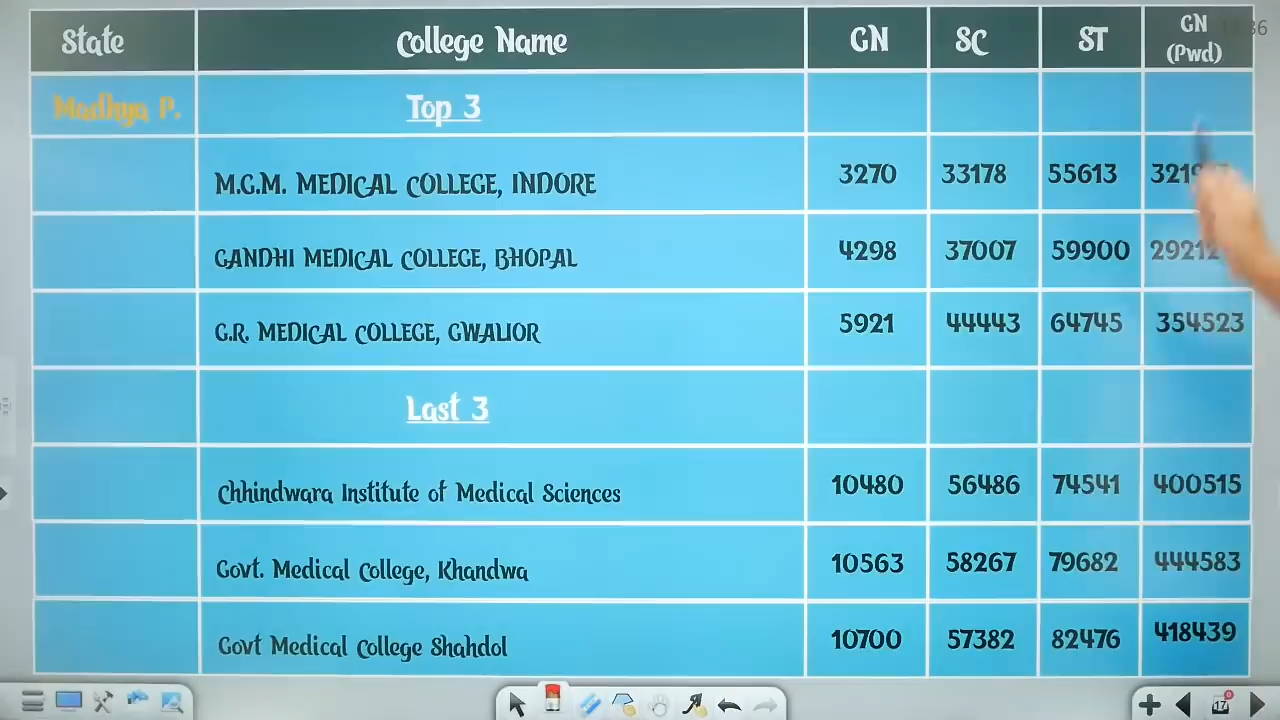 State College Name GN SC ST GN (Pwd)
Madhya P. Top 3
M.G.M. MEDICAL COLLEGE, INDORE 3270 33178 55613
GANDHI MEDICAL COLLEGE, BHOPAL 4298 37007 59900
G.R. MEDICAL COLLEGE, GWALIOR 5921 44443 64745 354523
Last 3
Chhindwara Institute of Medical Sciences 10480 56486 74541 400515
Govt. Medical College, Khandwa 10563 58267 79682 444583
Govt Medical College Shahdol 10700 57382 82476 418439
17